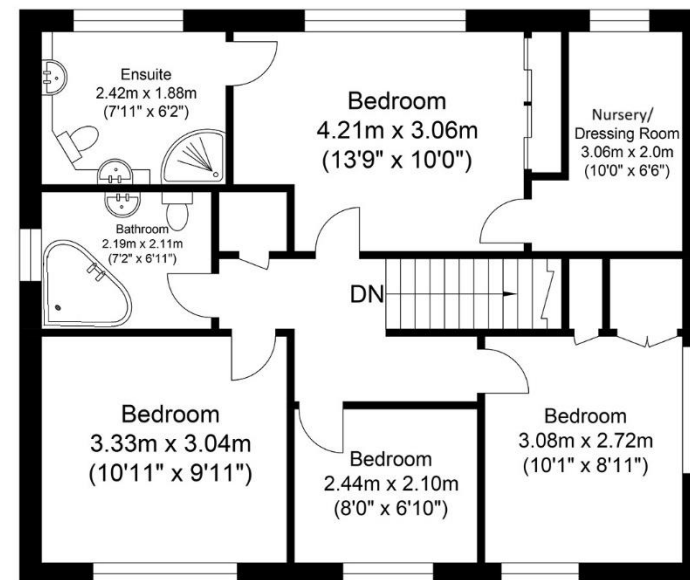 Ensuite
2.42m x 1.88m
(7'11" x 6'2")
Bedroom
4.21m x 3.06m
(13'9" x 10'0")
Nursery/
Dressing Room
3.06m x 2.0m
(10'0" x 6'6")
Bathroom
2.19m x 2.11m
(7'2" x 6'11")
DN
Bedroom
3.33m x 3.04m
(10'11" x 9'11")
Bedroom
2.44m x 2.10m
(8'0" x 6'10")
Bedroom
3.08m x 2.72m
(10'1" x 8'11")